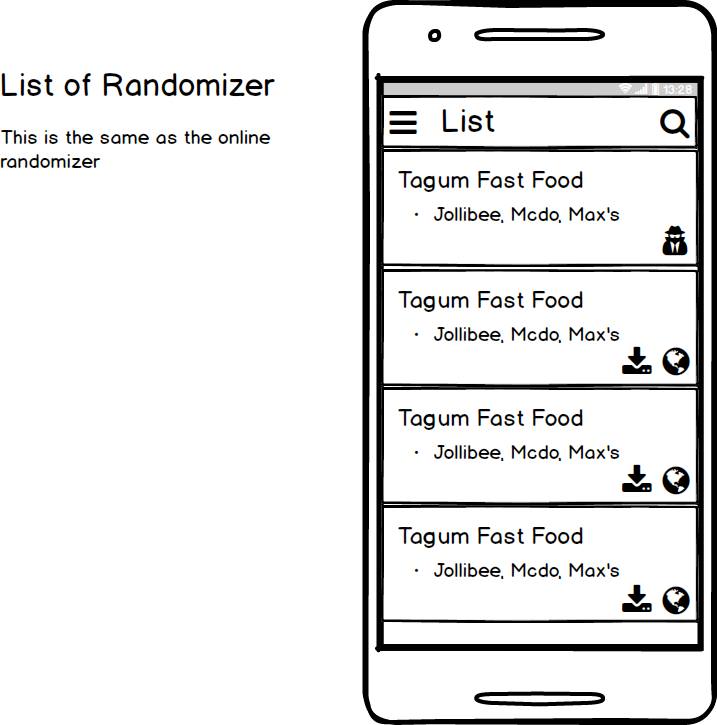 List of Randomizer
This is the same as the online
randomizer
13:28
List
Tagum Fast Food
• Jollibee, Mcdo, Max's
Tagum Fast Food
• Jollibee, Mcdo, Max's
Tagum Fast Food
• Jollibee, Mcdo, Max's
Tagum Fast Food
• Jollibee, Mcdo, Max's